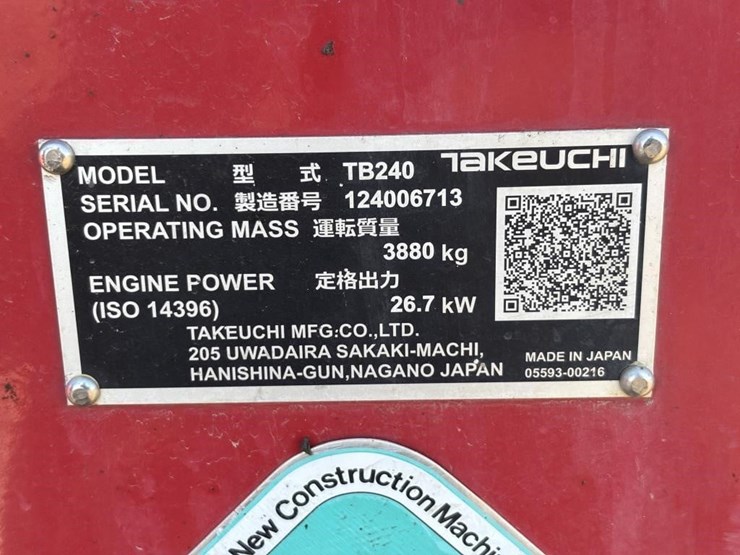 TAKEUCHI
MODEL 型 式 TB240
SERIAL NO. 製造番号 124006713
OPERATING MASS 運転質量
3880 kg
ENGINE POWER 定格出力
(ISO 14396) 26.7 kW
TAKEUCHI MFG.CO.,LTD.
205 UWADAIRA SAKAKI-MACHI,
HANISHINA-GUN,NAGANO JAPAN
MADE IN JAPAN
05593-00216
New Construction Machi